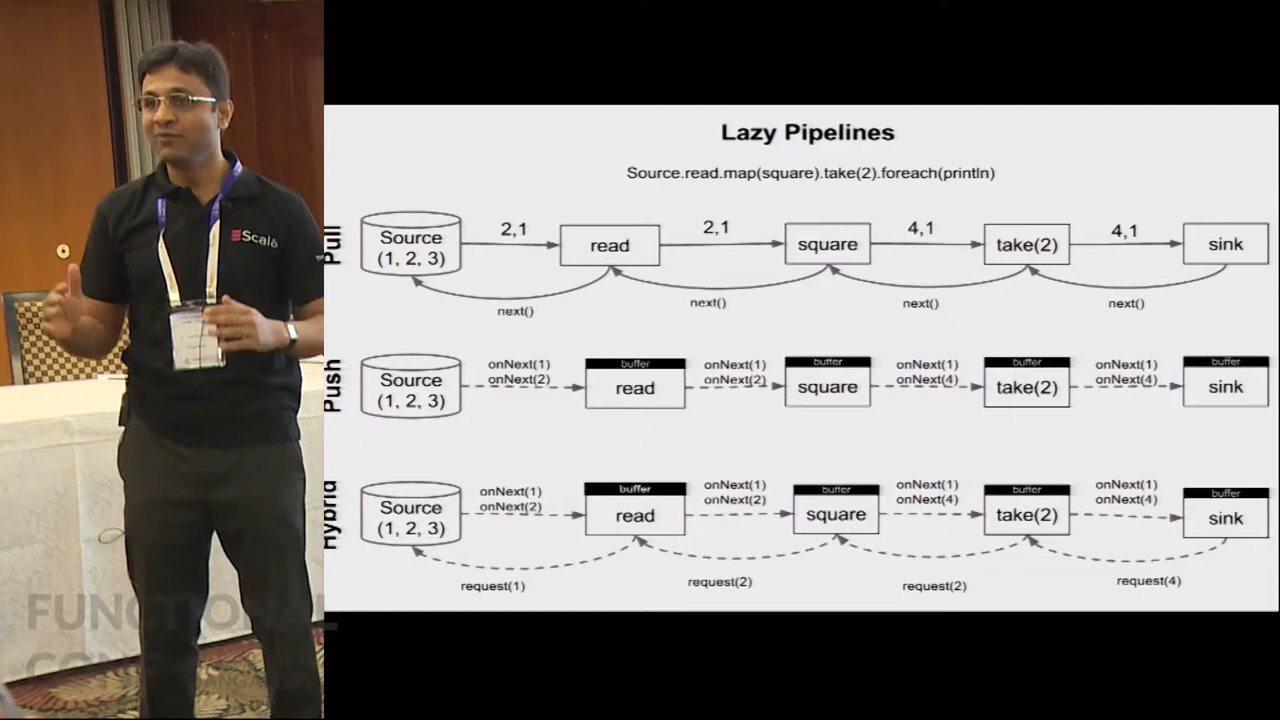 Scala
FUNCTIONAL
Lazy Pipelines
Source.read.map(square).take(2).foreach(println)
Pull
Source
(1, 2, 3)
2,1
read
2,1
square
4,1
take(2)
4,1
sink
next()
next()
next()
next()
Push
Source
(1, 2, 3)
onNext(1)
onNext(2)
buffer
read
onNext(1)
onNext(2)
buffer
square
onNext(1)
onNext(4)
buffer
take(2)
onNext(1)
onNext(4)
buffer
sink
Hybrid
Source
(1, 2, 3)
onNext(1)
onNext(2)
buffer
read
onNext(1)
onNext(2)
buffer
square
onNext(1)
onNext(4)
buffer
take(2)
onNext(1)
onNext(4)
buffer
sink
request(1)
request(2)
request(2)
request(4)